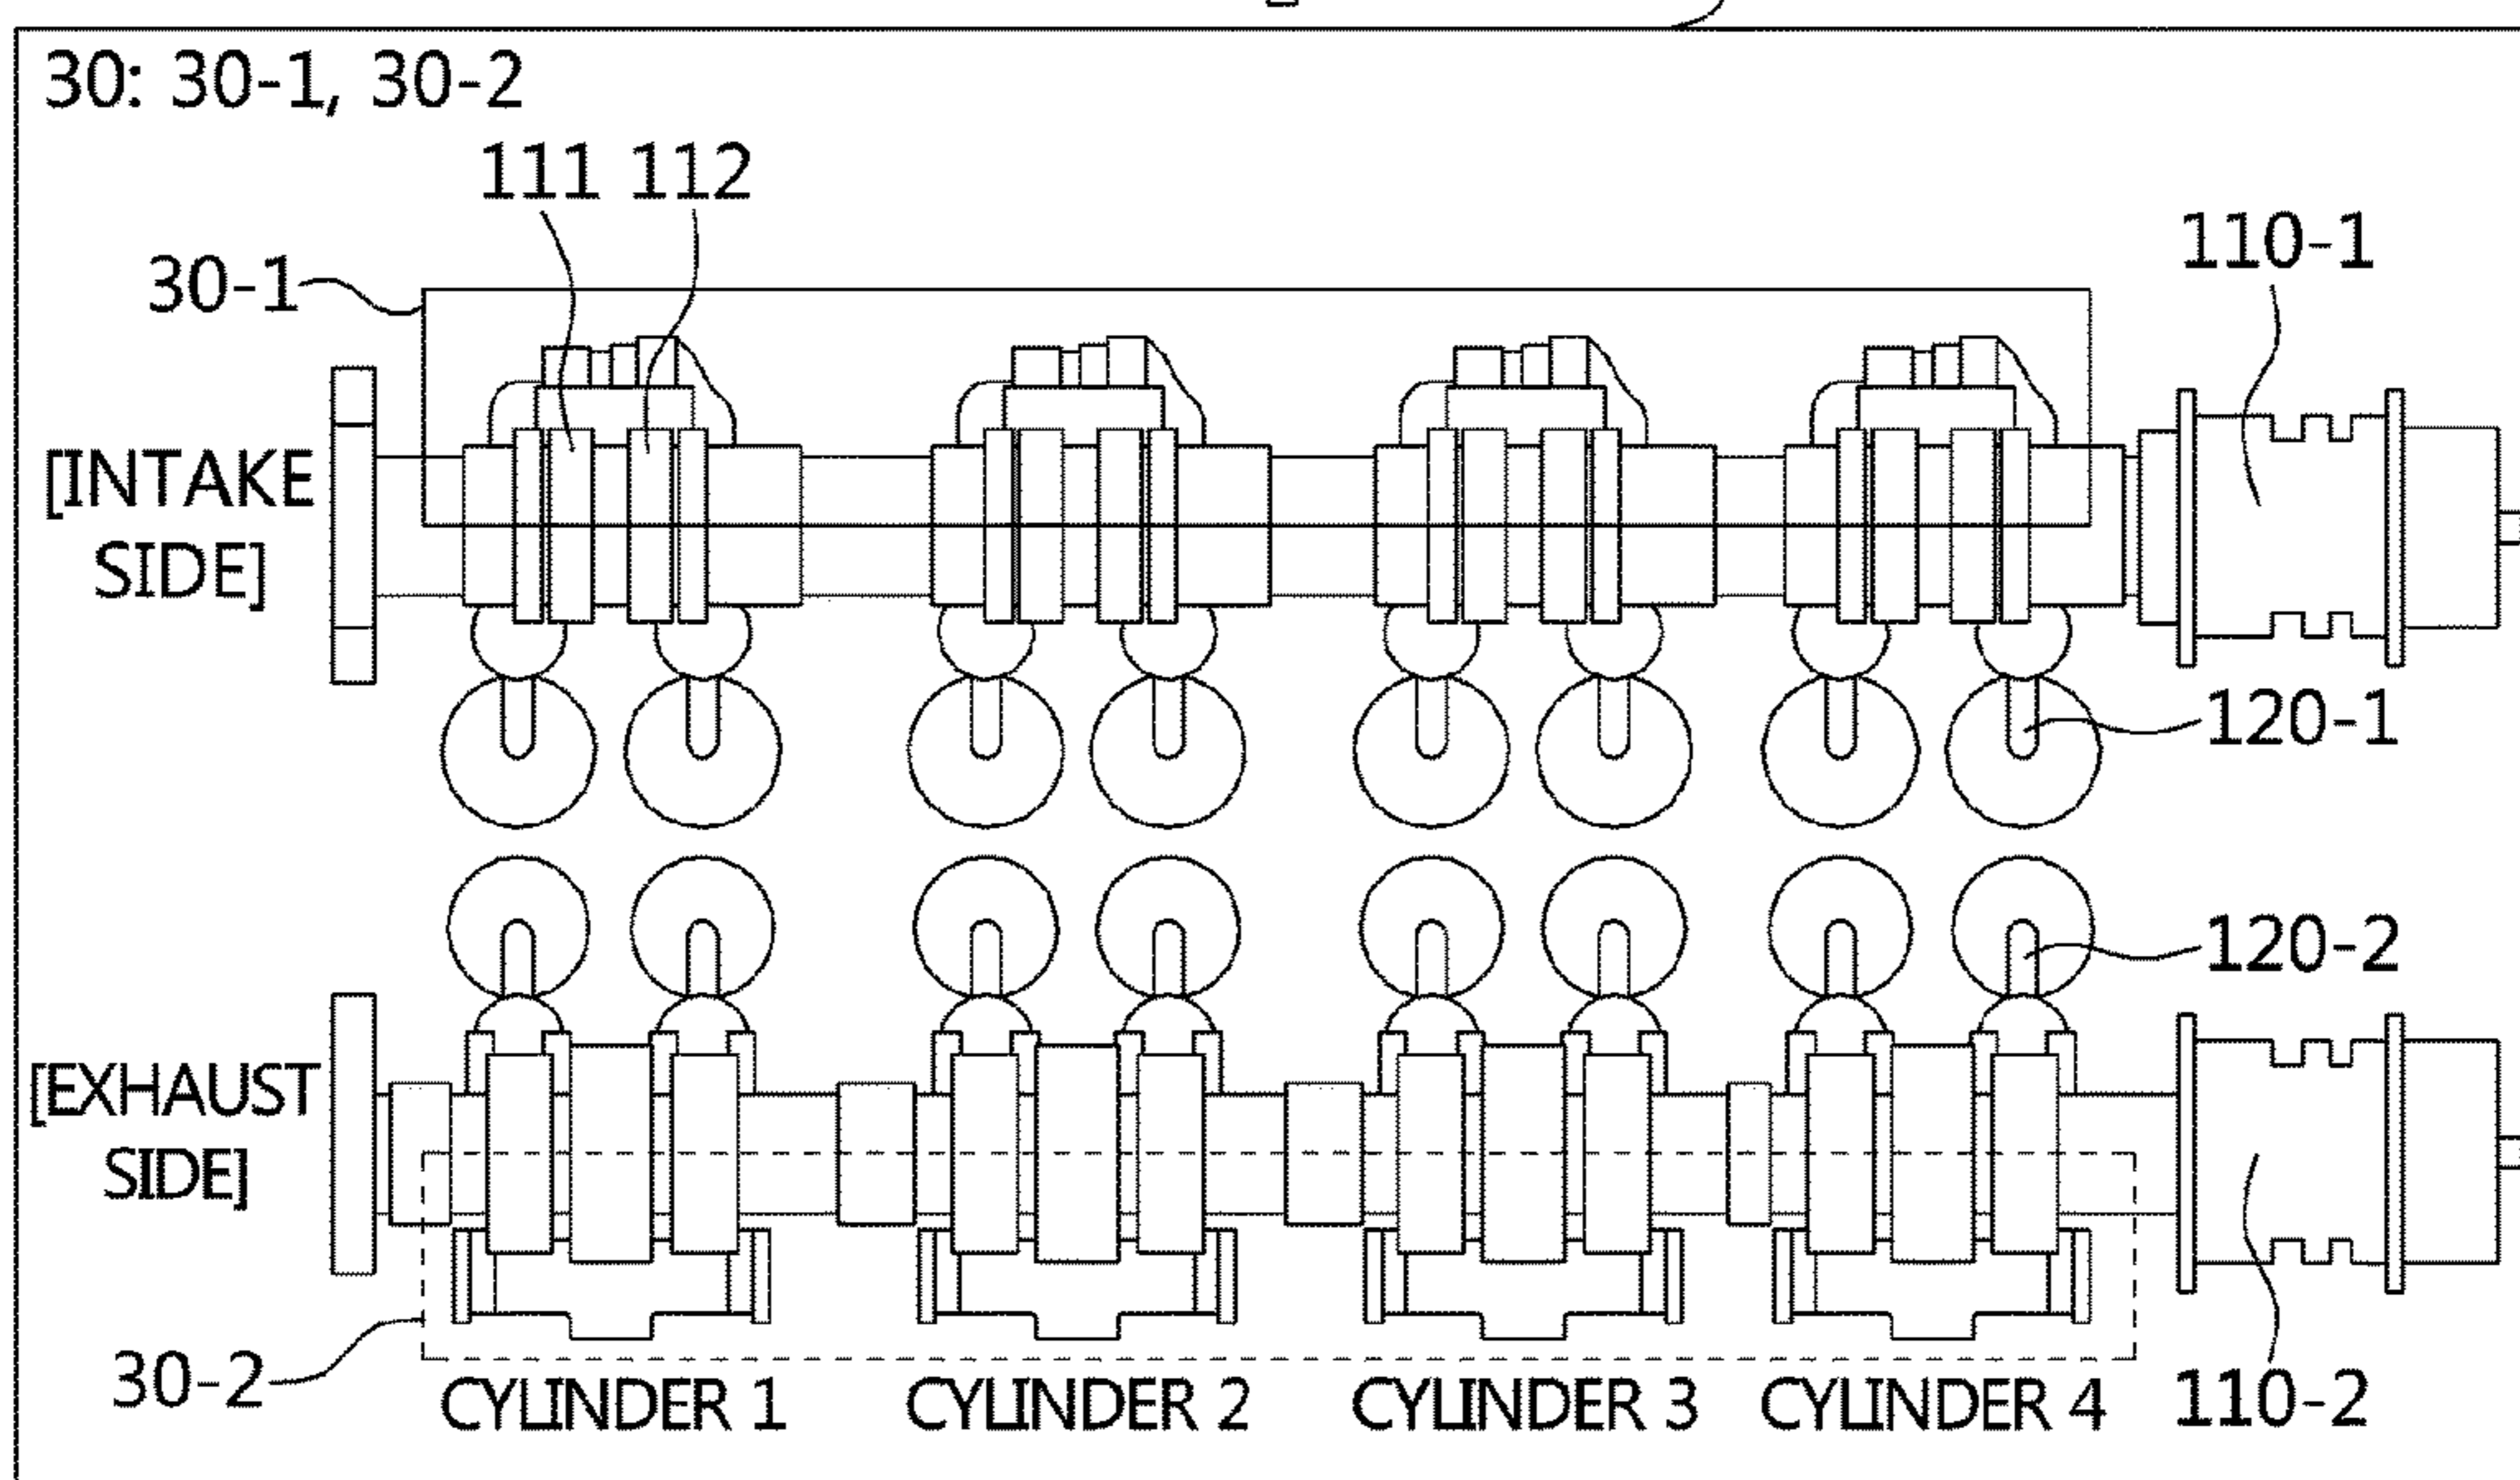 30: 30-1, 30-2
111 112
30-1
110-1
[INTAKE
SIDE]
120-1
120-2
[EXHAUST
SIDE]
30-2
CYLINDER 1 CYLINDER 2 CYLINDER 3 CYLINDER 4 110-2